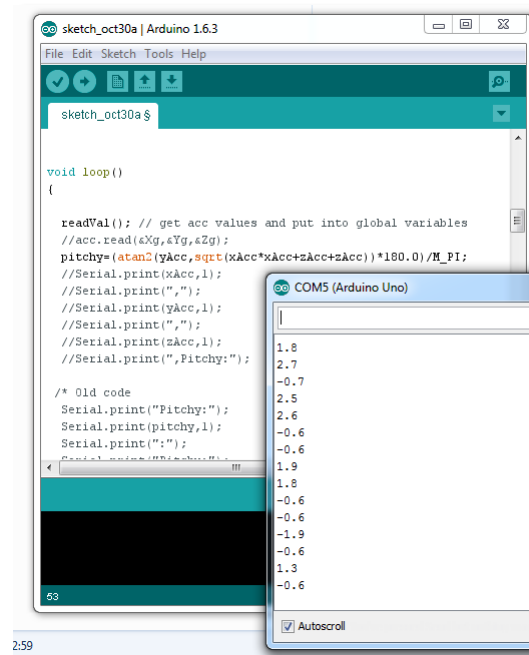 sketch_oct30a | Arduino 1.6.3
File Edit Sketch Tools Help
sketch_oct30a §
void loop()
{
readVal(); // get acc values and put into global variables
//acc.read(&Xg,&Yg,&Zg);
pitchy=(atan2(yAcc,sqrt(xAcc*xAcc+zAcc+zAcc))*180.0)/M_PI;
//Serial.print(xAcc,1);
//Serial.print(",");
//Serial.print(yAcc,1);
//Serial.print(",");
//Serial.print(zAcc,1);
//Serial.print(",Pitchy:");
/* Old code
Serial.print("Pitchy:");
Serial.print(pitchy,1);
Serial.print(":");
53
COM5 (Arduino Uno)
1.8
2.7
-0.7
2.5
2.6
-0.6
-0.6
1.9
1.8
-0.6
-0.6
-1.9
-0.6
1.3
-0.6
Autoscroll
2:59